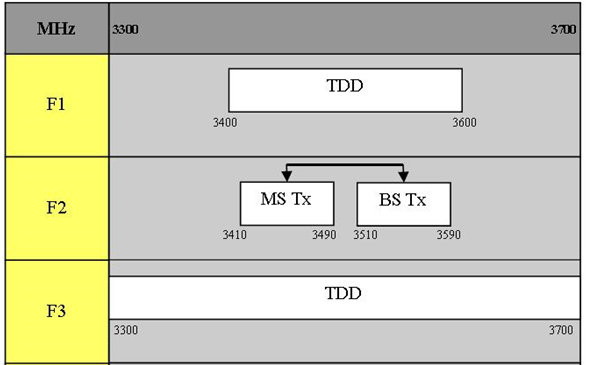 MHz 3300 3700
F1 TDD
3400 3600
F2 MS Tx BS Tx
3410 3490 3510 3590
F3 TDD
3300 3700